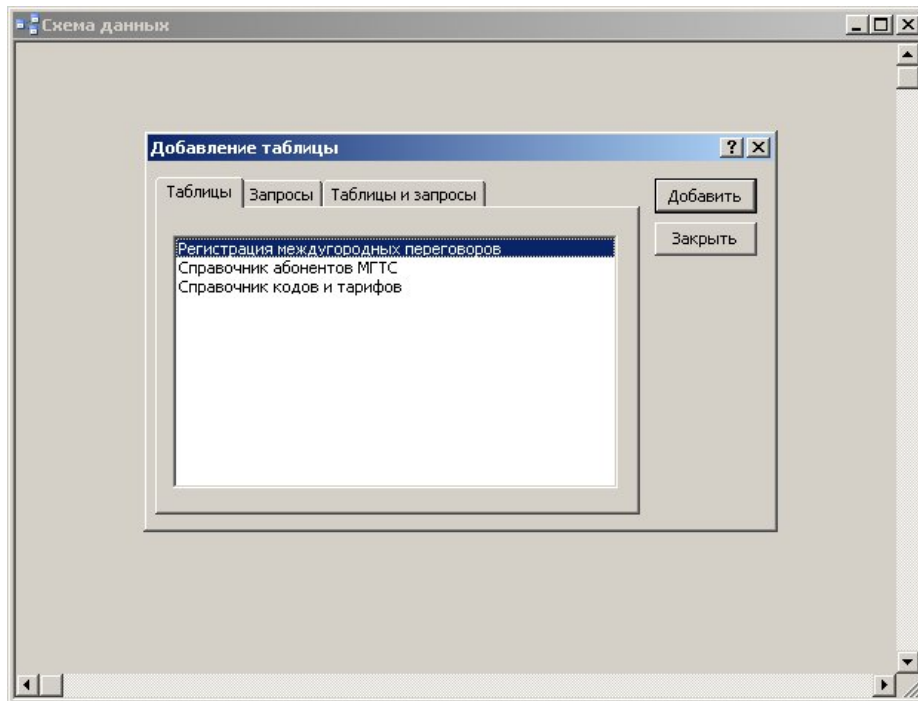 Схема данных
Добавление таблицы
Таблицы Запросы Таблицы и запросы
Добавить
Закрыть
Регистрация междугородных переговоров
Справочник абонентов МГТС
Справочник кодов и тарифов